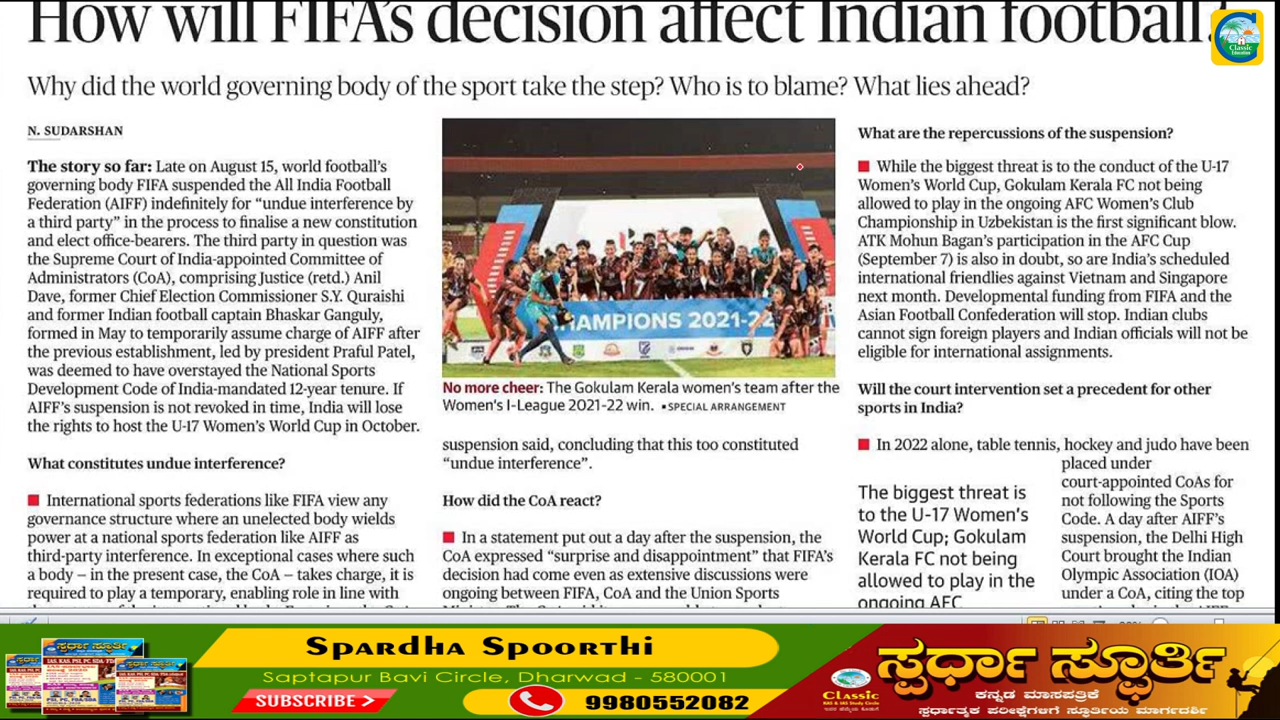 How will FIFA's decision affect Indian football?
Classic
Education
Why did the world governing body of the sport take the step? Who is to blame? What lies ahead?
N. SUDARSHAN
The story so far: Late on August 15, world football's
governing body FIFA suspended the All India Football
Federation (AIFF) indefinitely for “undue interference by
a third party” in the process to finalise a new constitution
and elect office-bearers. The third party in question was
the Supreme Court of India-appointed Committee of
Administrators (CoA), comprising Justice (retd.) Anil
Dave, former Chief Election Commissioner S.Y. Quraishi
and former Indian football captain Bhaskar Ganguly,
formed in May to temporarily assume charge of AIFF after
the previous establishment, led by president Praful Patel,
was deemed to have overstayed the National Sports
Development Code of India-mandated 12-year tenure. If
AIFF's suspension is not revoked in time, India will lose
the rights to host the U-17 Women's World Cup in October.
What constitutes undue interference?
■ International sports federations like FIFA view any
governance structure where an unelected body wields
power at a national sports federation like AIFF as
third-party interference. In exceptional cases where such
a body – in the present case, the CoA – takes charge, it is
required to play a temporary, enabling role in line with
CHAMPIONS 2021-22
No more cheer: The Gokulam Kerala women's team after the
Women's I-League 2021-22 win. ▪SPECIAL ARRANGEMENT
suspension said, concluding that this too constituted
“undue interference”.
How did the CoA react?
■ In a statement put out a day after the suspension, the
CoA expressed “surprise and disappointment” that FIFA's
decision had come even as extensive discussions were
ongoing between FIFA, CoA and the Union Sports
What are the repercussions of the suspension?
■ While the biggest threat is to the conduct of the U-17
Women's World Cup, Gokulam Kerala FC not being
allowed to play in the ongoing AFC Women's Club
Championship in Uzbekistan is the first significant blow.
ATK Mohun Bagan's participation in the AFC Cup
(September 7) is also in doubt, so are India's scheduled
international friendlies against Vietnam and Singapore
next month. Developmental funding from FIFA and the
Asian Football Confederation will stop. Indian clubs
cannot sign foreign players and Indian officials will not be
eligible for international assignments.
Will the court intervention set a precedent for other
sports in India?
■ In 2022 alone, table tennis, hockey and judo have been
placed under
court-appointed CoAs for
not following the Sports
Code. A day after AIFF's
suspension, the Delhi High
Court brought the Indian
Olympic Association (IOA)
under a CoA, citing the top
The biggest threat is
to the U-17 Women's
World Cup; Gokulam
Kerala FC not being
allowed to play in the
ongoing AFC
SPARDHA SPOORTHI
Saptapur Bavi Circle, Dharwad - 580001
SUBSCRIBE
9980552082
Classic
KAS & IAS Study Circle
ಸ್ಪರ್ಧಾ ಸ್ಫೂರ್ತಿ
ಕನ್ನಡ ಮಾಸಪತ್ರಿಕೆ
ಸ್ಪರ್ಧಾತ್ಮಕ ಪರೀಕ್ಷೆಗಳಿಗೆ ಸ್ಫೂರ್ತಿಯ ಮಾರ್ಗದರ್ಶಿ